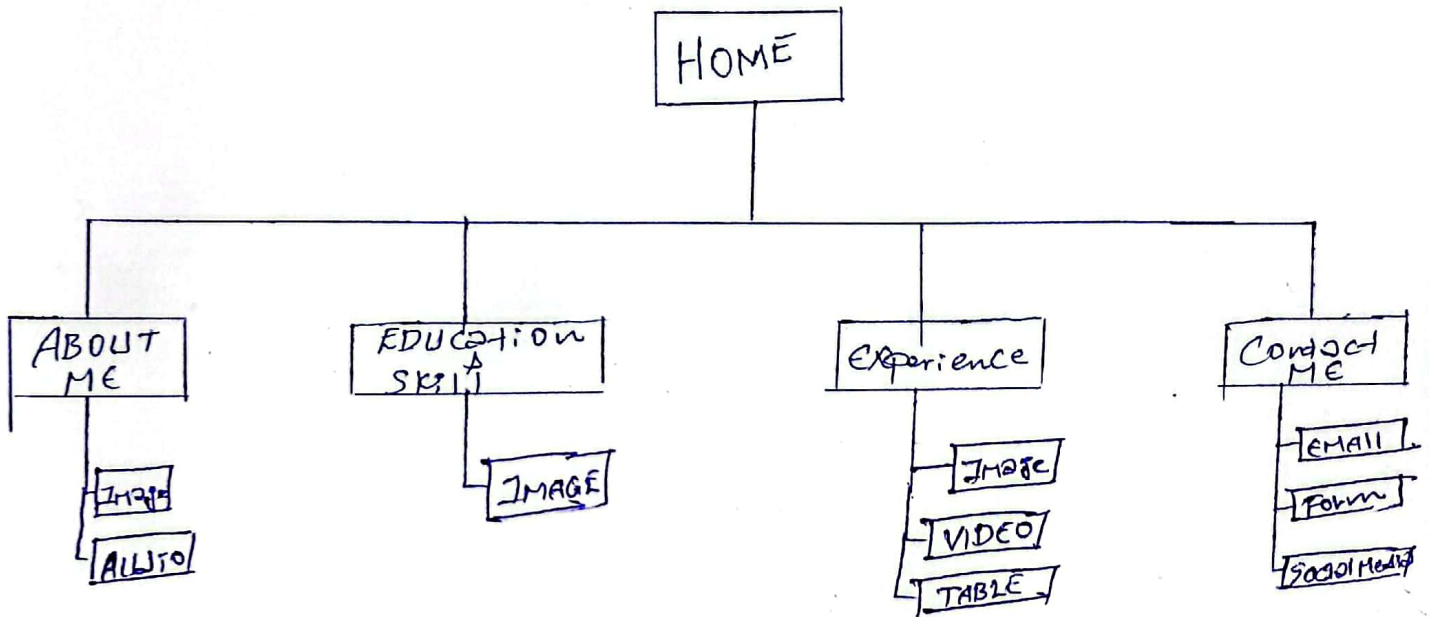 HOME
ABOUT
ME
EDUCATION
&
SKILL
Experience
Contact
ME
Image
AUDIO
IMAGE
Image
VIDEO
TABLE
EMAIL
Form
Social Media